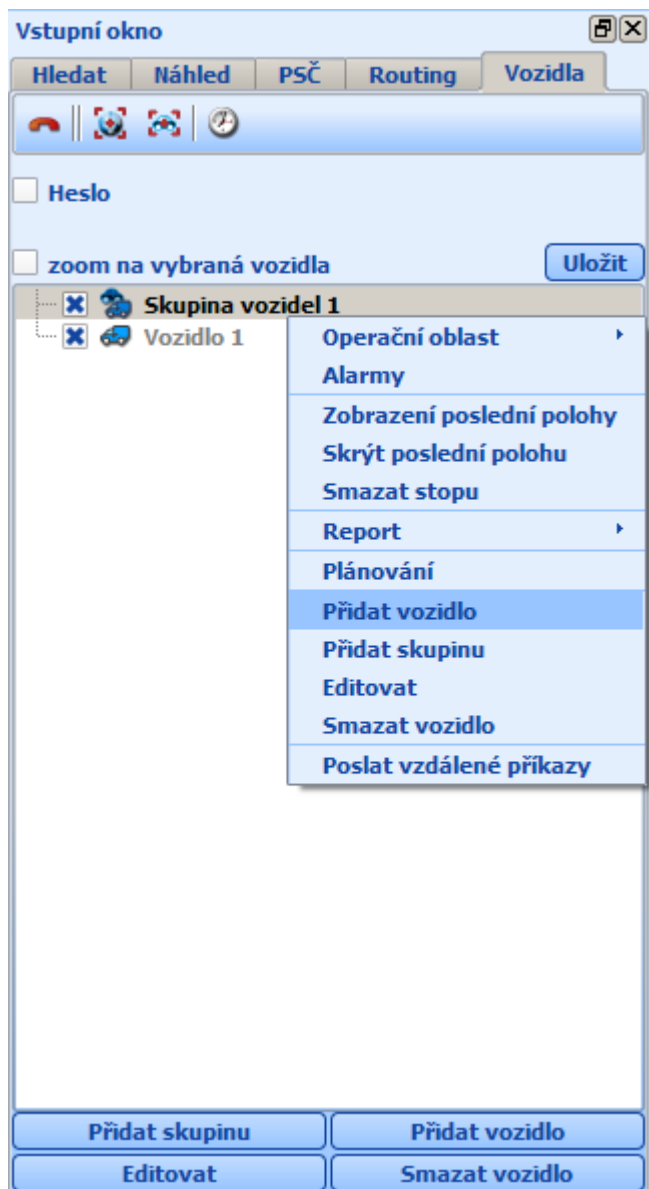 Vstupní okno
Hledat Náhled PSČ Routing Vozidla
Heslo
zoom na vybraná vozidla Uložit
Skupina vozidel 1
Vozidlo 1
Operační oblast
Alarmy
Zobrazení poslední polohy
Skrýt poslední polohu
Smazat stopu
Report
Plánování
Přidat vozidlo
Přidat skupinu
Editovat
Smazat vozidlo
Poslat vzdálené příkazy
Přidat skupinu Přidat vozidlo
Editovat Smazat vozidlo